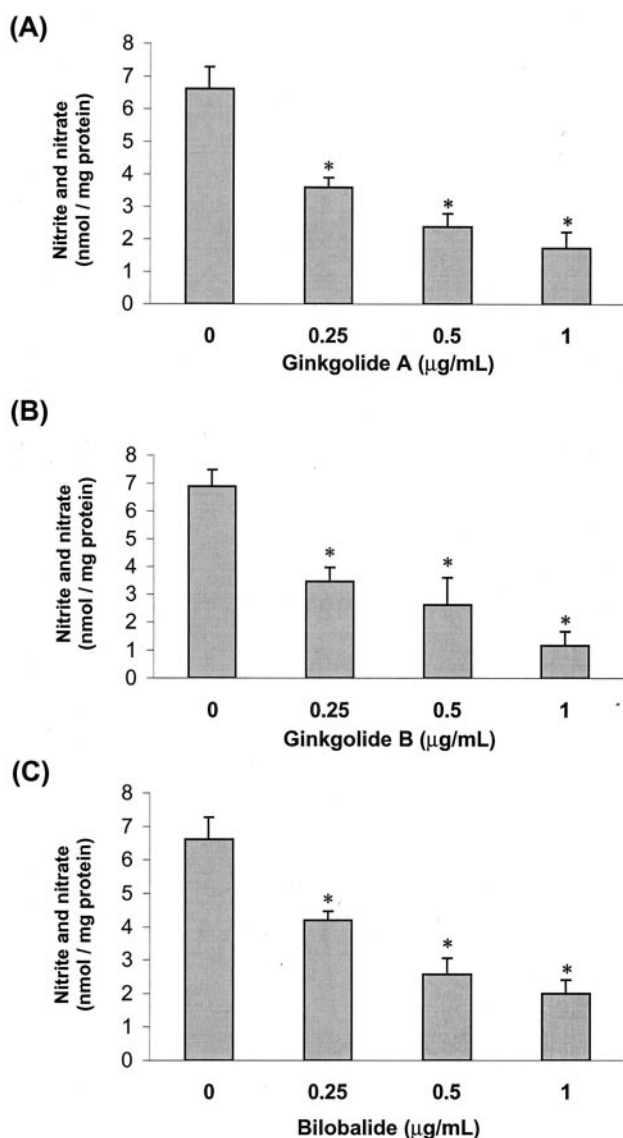 (A)
Nitrite and nitrate
(nmol / mg protein)
8
7
6
5
4
3
2
1
0
*
*
*
0 0.25 0.5 1
Ginkgolide A (μg/mL)
(B)
Nitrite and nitrate
(nmol / mg protein)
8
7
6
5
4
3
2
1
0
*
*
*
0 0.25 0.5 1
Ginkgolide B (μg/mL)
(C)
Nitrite and nitrate
(nmol / mg protein)
8
7
6
5
4
3
2
1
0
*
*
*
0 0.25 0.5 1
Bilobalide (μg/mL)